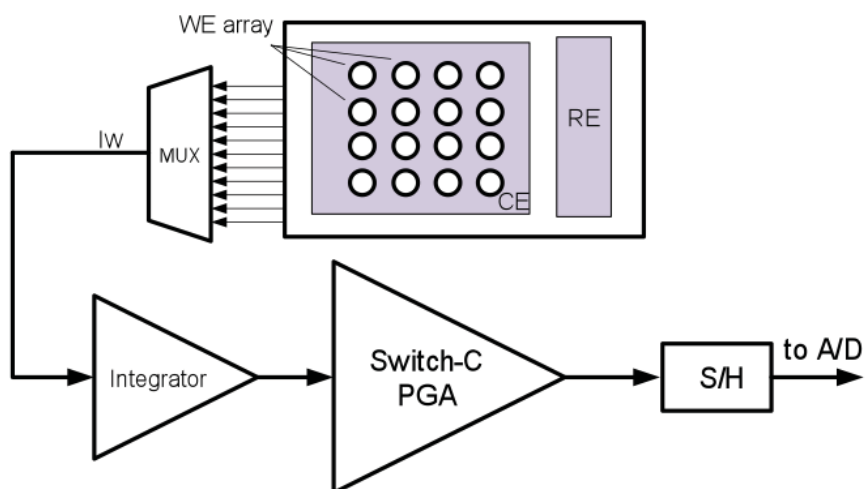 WE array
RE
CE
Iw
MUX
Integrator
Switch-C
PGA
S/H
to A/D